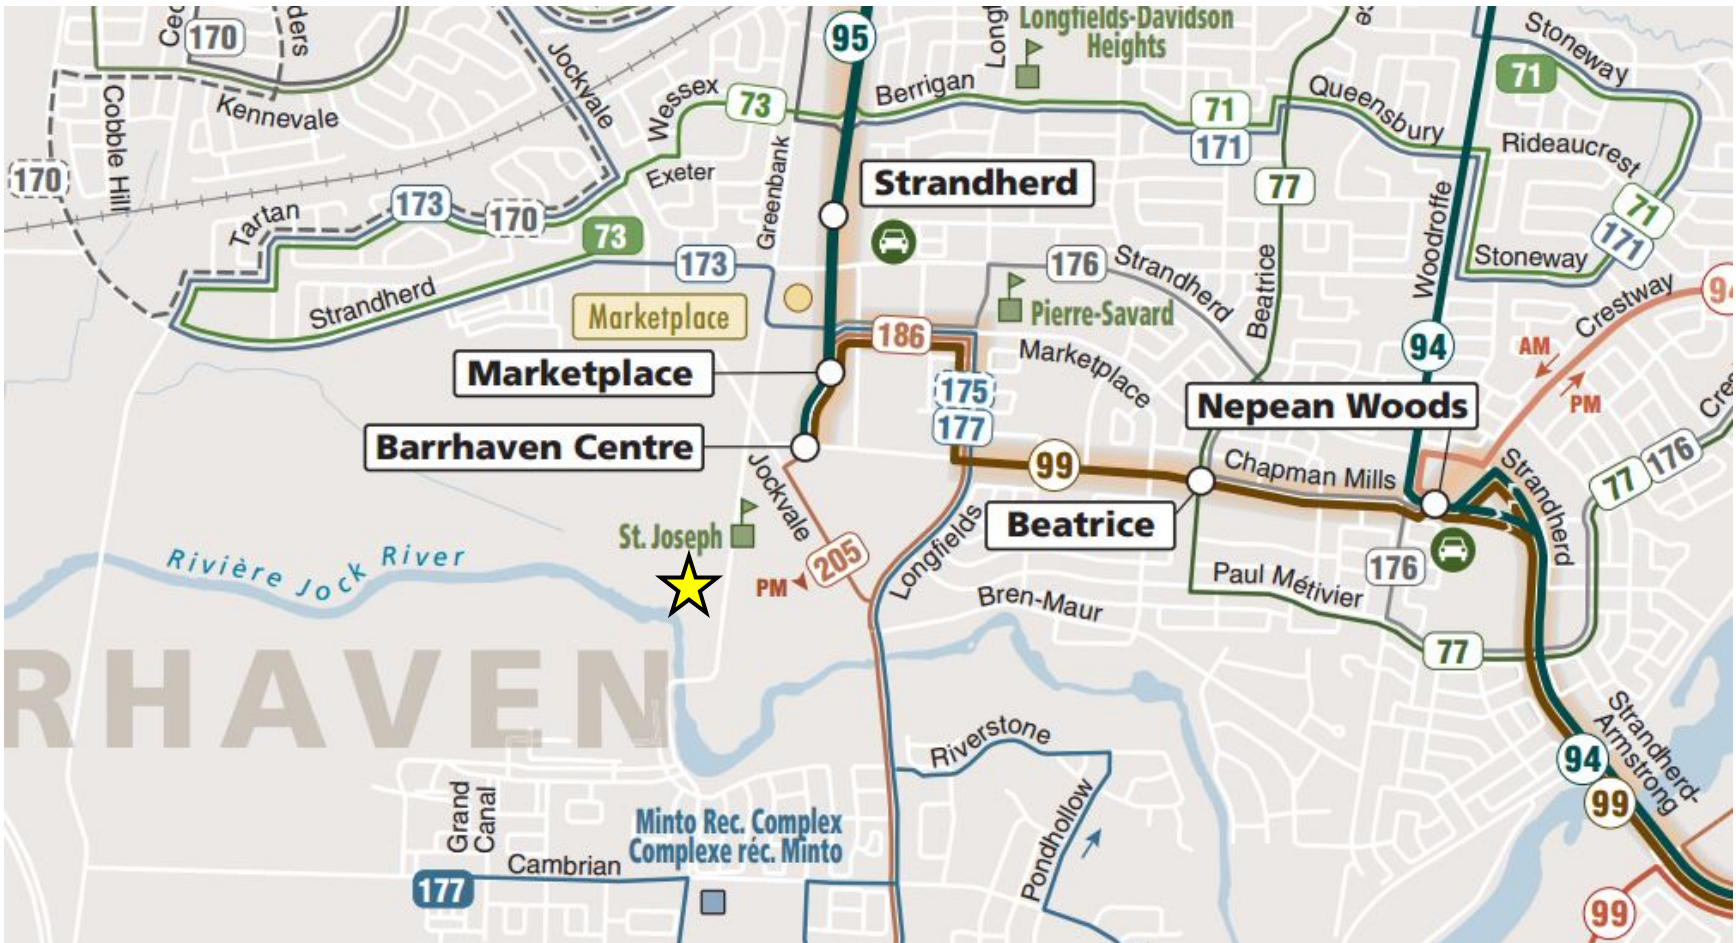 170
Jockvale
95
Longfields-Davidson
Heights
Stoneway
71
Cobble Hill
Kennevale
Wessex
73
Berrigan
71
171
Queensbury
Rideaucrest
170
Tartan
173
170
Exeter
Greenbank
Strandherd
77
Woodroffe
71
171
Stoneway
73
173
Strandherd
Marketplace
176
Strandherd
Pierre-Savard
Beatrice
Crestway
94
AM
PM
186
Marketplace
Marketplace
175
177
Nepean Woods
Barrhaven Centre
Jockvale
99
Chapman Mills
Strandherd
77
176
St. Joseph
Beatrice
Longfields
205
PM
Rivière Jock River
Bren-Maur
Paul Métivier
176
77
RHAVEN
Riverstone
Strandherd-
Armstrong
94
99
Grand
Canal
Minto Rec. Complex
Complexe réc. Minto
Pondhollow
Cambrian
177
99